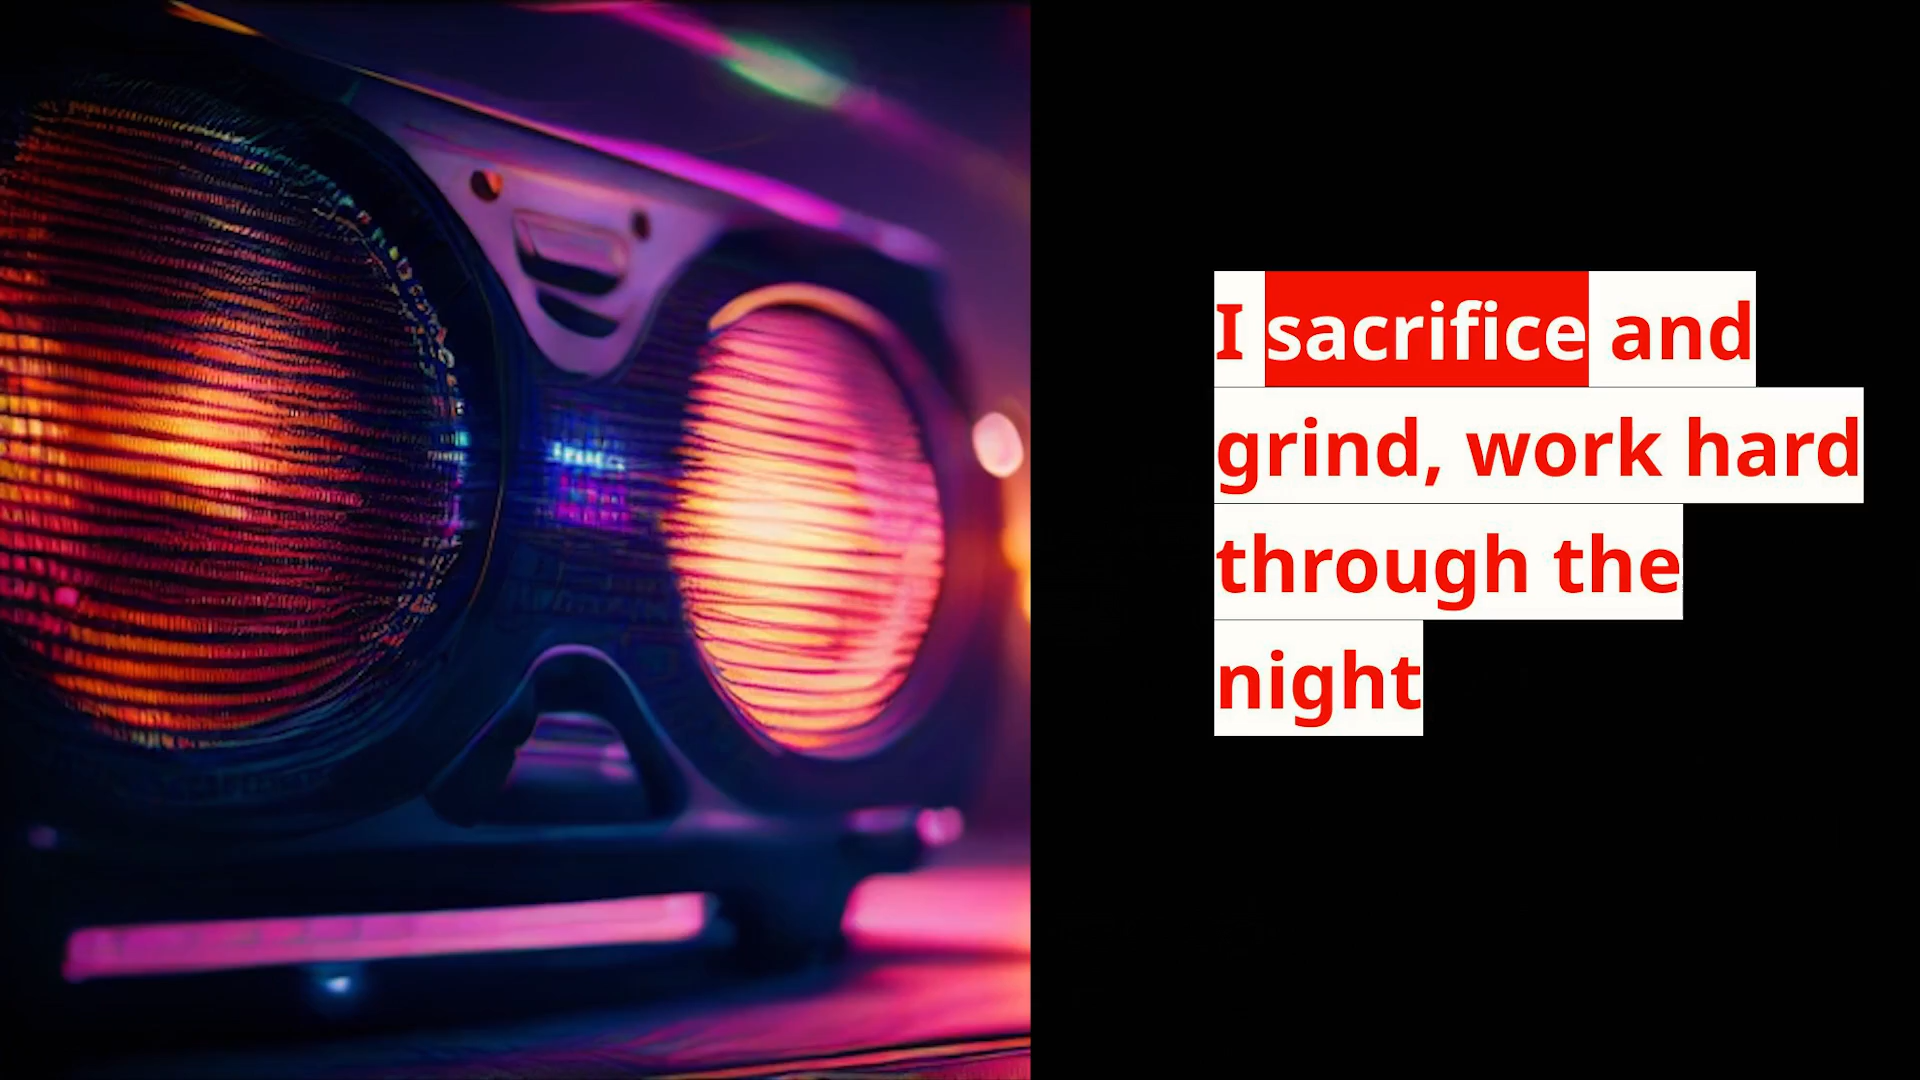 I sacrifice and
grind, work hard
through the
night